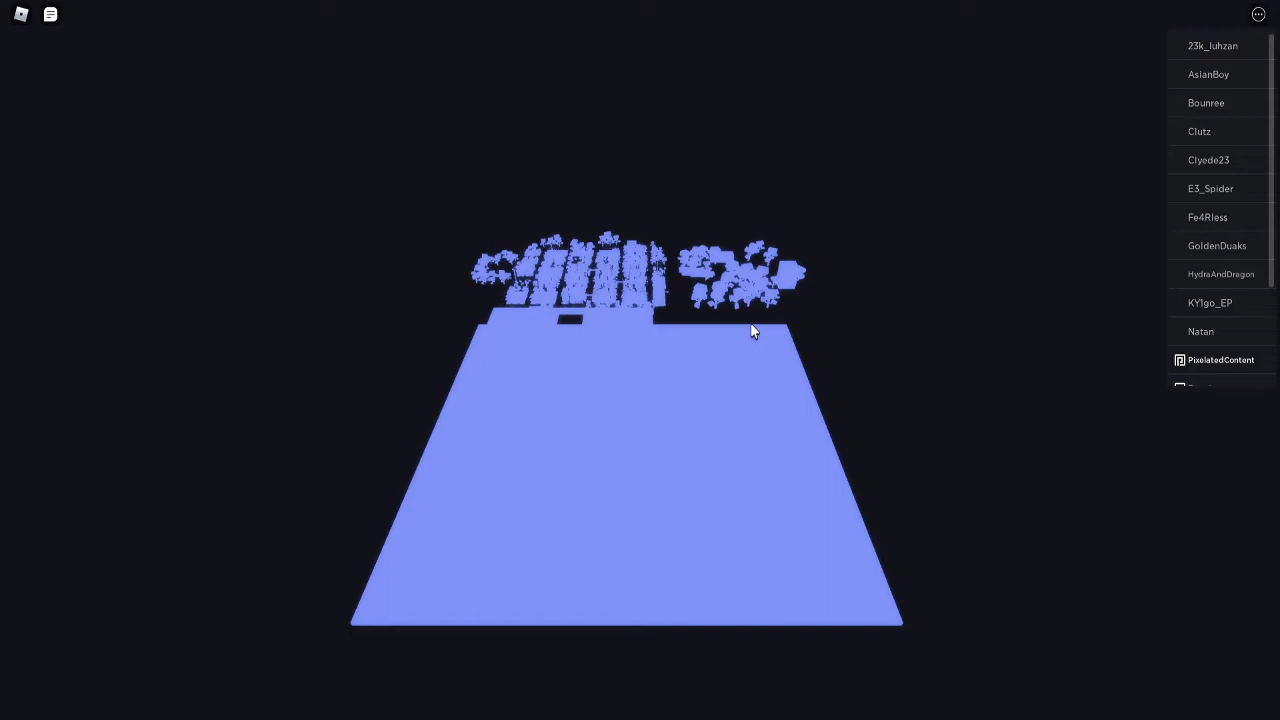 23k_luhzan
AsianBoy
Bounree
Clutz
Clyede23
E3_Spider
Fe4Rless
GoldenDuaks
HydraAndDragon
KY1go_EP
Natan
PixelatedContent